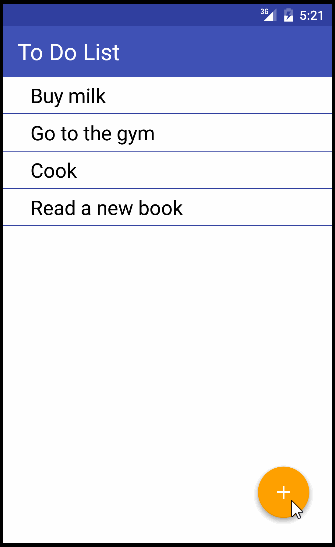 3G 5:21
To Do List
Buy milk
Go to the gym
Cook
Read a new book
+